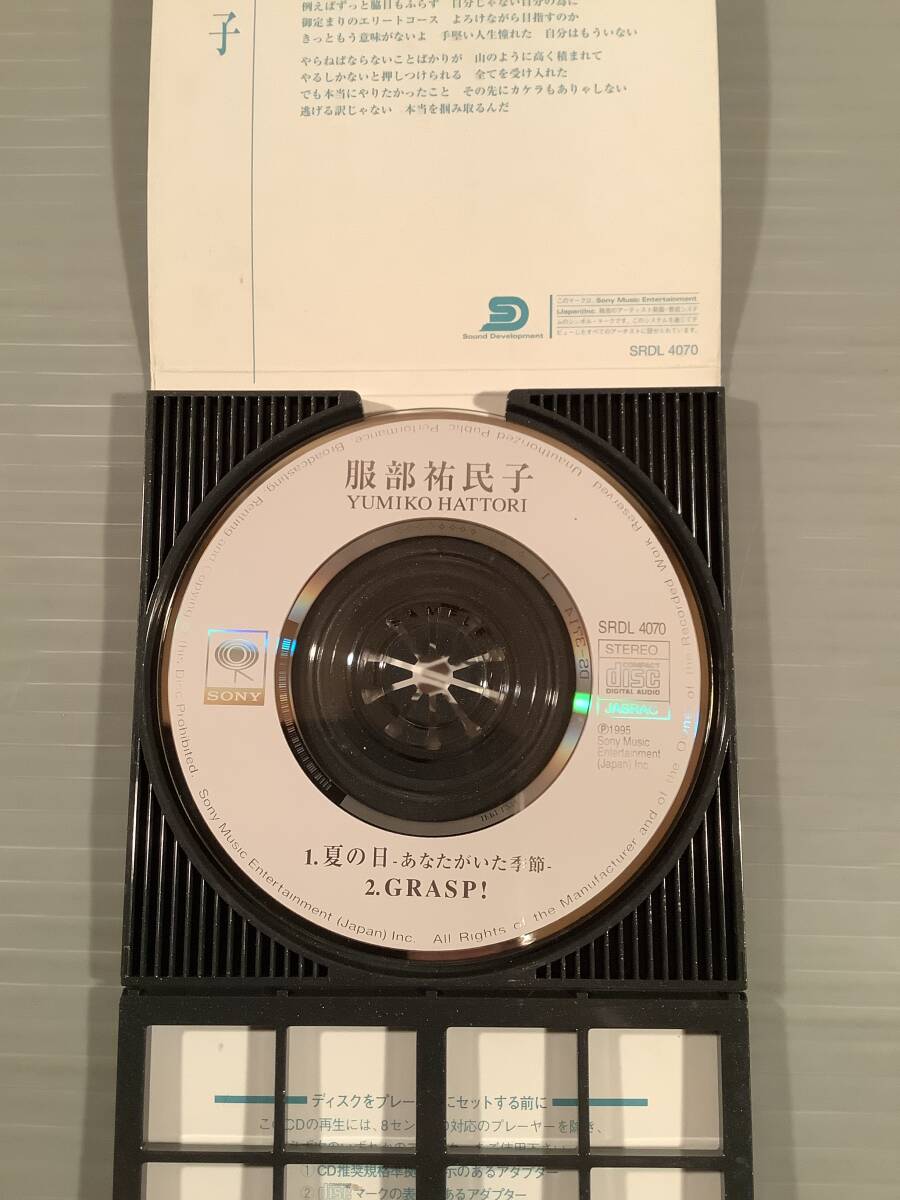 子
例えばずっと脇目もふらず 自分じゃない自分の為に
御定まりのエリートコース よろけながら目指すのか
きっともう意味がないよ 手堅い人生憧れた 自分はもういない
やらねばならないことばかりが 山のように高く積まれて
やるしかないと押しつけられる 全てを受け入れた
でも本当にやりたかったこと その先にカケラもありゃしない
逃げる訳じゃない 本当を掴み取るんだ
Sound Development
このマークは、Sony Music Entertainment
(Japan)Inc.
SRDL 4070
Unauthorized Public Performance, Broadcasting, Renting and Copying of this Disc Prohibited. Sony Music Entertainment (Japan) Inc. All Rights of the Manufacturer and of the Owner of the Recorded Work Reserved.
服部祐民子
YUMIKO HATTORI
SAMPLE
SONY
SRDL 4070
STEREO
COMPACT
disc
DIGITAL AUDIO
JASRAC
Ⓟ1995
Sony Music
Entertainment
(Japan) Inc.
1.夏の日-あなたがいた季節-
2.GRASP!
ディスクをプレー にセットする前に
このCDの再生には、8セン 対応のプレーヤーを除き、
①CD推奨規格準 示のあるアダプター
② disc マークの表 あるアダプター